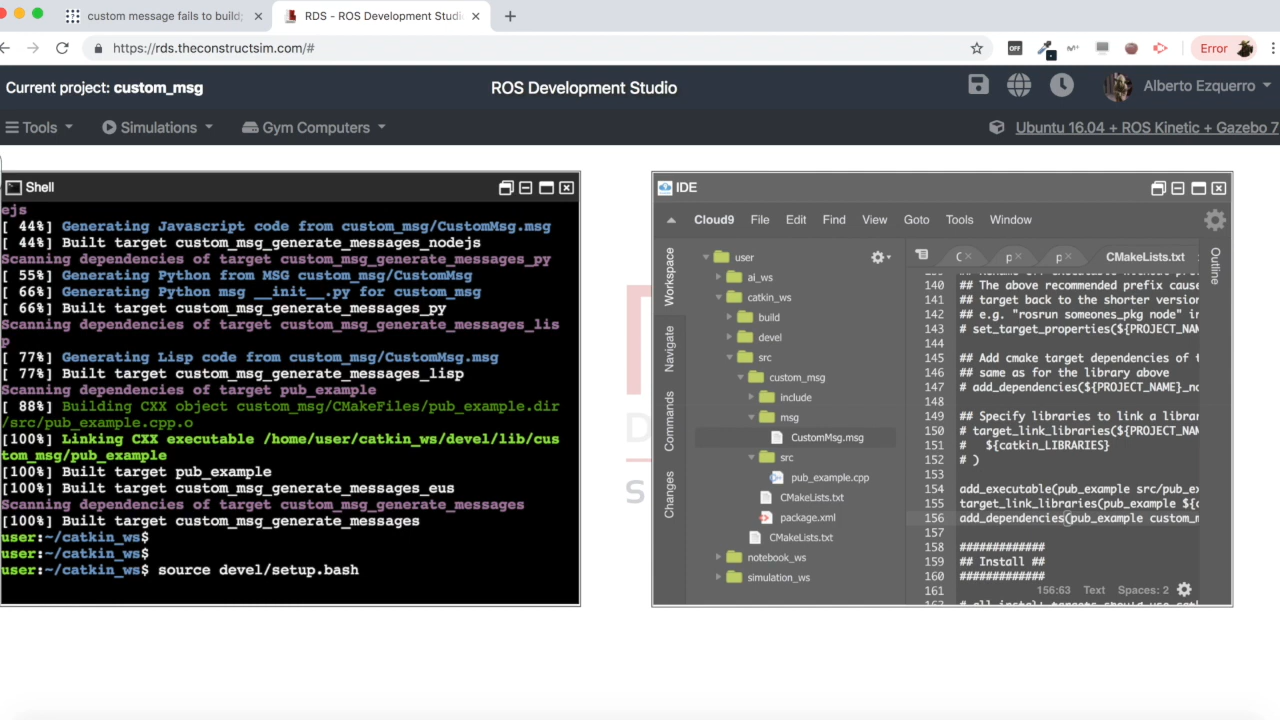 custom message fails to build;
RDS - ROS Development Studi
https://rds.theconstructsim.com/#
OFF
Error
Current project: custom_msg
ROS Development Studio
Alberto Ezquerro
Tools
Simulations
Gym Computers
Ubuntu 16.04 + ROS Kinetic + Gazebo 7
Shell
ejs
[ 44%] Generating Javascript code from custom_msg/CustomMsg.msg
[ 44%] Built target custom_msg_generate_messages_nodejs
Scanning dependencies of target custom_msg_generate_messages_py
[ 55%] Generating Python from MSG custom_msg/CustomMsg
[ 66%] Generating Python msg __init__.py for custom_msg
[ 66%] Built target custom_msg_generate_messages_py
Scanning dependencies of target custom_msg_generate_messages_lis
p
[ 77%] Generating Lisp code from custom_msg/CustomMsg.msg
[ 77%] Built target custom_msg_generate_messages_lisp
Scanning dependencies of target pub_example
[ 88%] Building CXX object custom_msg/CMakeFiles/pub_example.dir
/src/pub_example.cpp.o
[100%] Linking CXX executable /home/user/catkin_ws/devel/lib/cus
tom_msg/pub_example
[100%] Built target pub_example
[100%] Built target custom_msg_generate_messages_eus
Scanning dependencies of target custom_msg_generate_messages
[100%] Built target custom_msg_generate_messages
user:~/catkin_ws$
user:~/catkin_ws$
user:~/catkin_ws$ source devel/setup.bash
IDE
Cloud9 File Edit Find View Goto Tools Window
Workspace
Navigate
Commands
Changes
user
ai_ws
catkin_ws
build
devel
src
custom_msg
include
msg
CustomMsg.msg
src
pub_example.cpp
CMakeLists.txt
package.xml
CMakeLists.txt
notebook_ws
simulation_ws
C
p
p
CMakeLists.txt
Outline
140 ## The above recommended prefix cause
141 ## target back to the shorter version
142 ## e.g. "rosrun someones_pkg node" i
143 # set_target_properties(${PROJECT_NAM
144
145 ## Add cmake target dependencies of t
146 ## same as for the library above
147 # add_dependencies(${PROJECT_NAME}_no
148
149 ## Specify libraries to link a librar
150 # target_link_libraries(${PROJECT_NAM
151 #   ${catkin_LIBRARIES}
152 # )
153
154 add_executable(pub_example src/pub_ex
155 target_link_libraries(pub_example ${c
156 add_dependencies(pub_example custom_m
157
158 #############
159 ## Install ##
160 #############
161
156:63 Text Spaces: 2